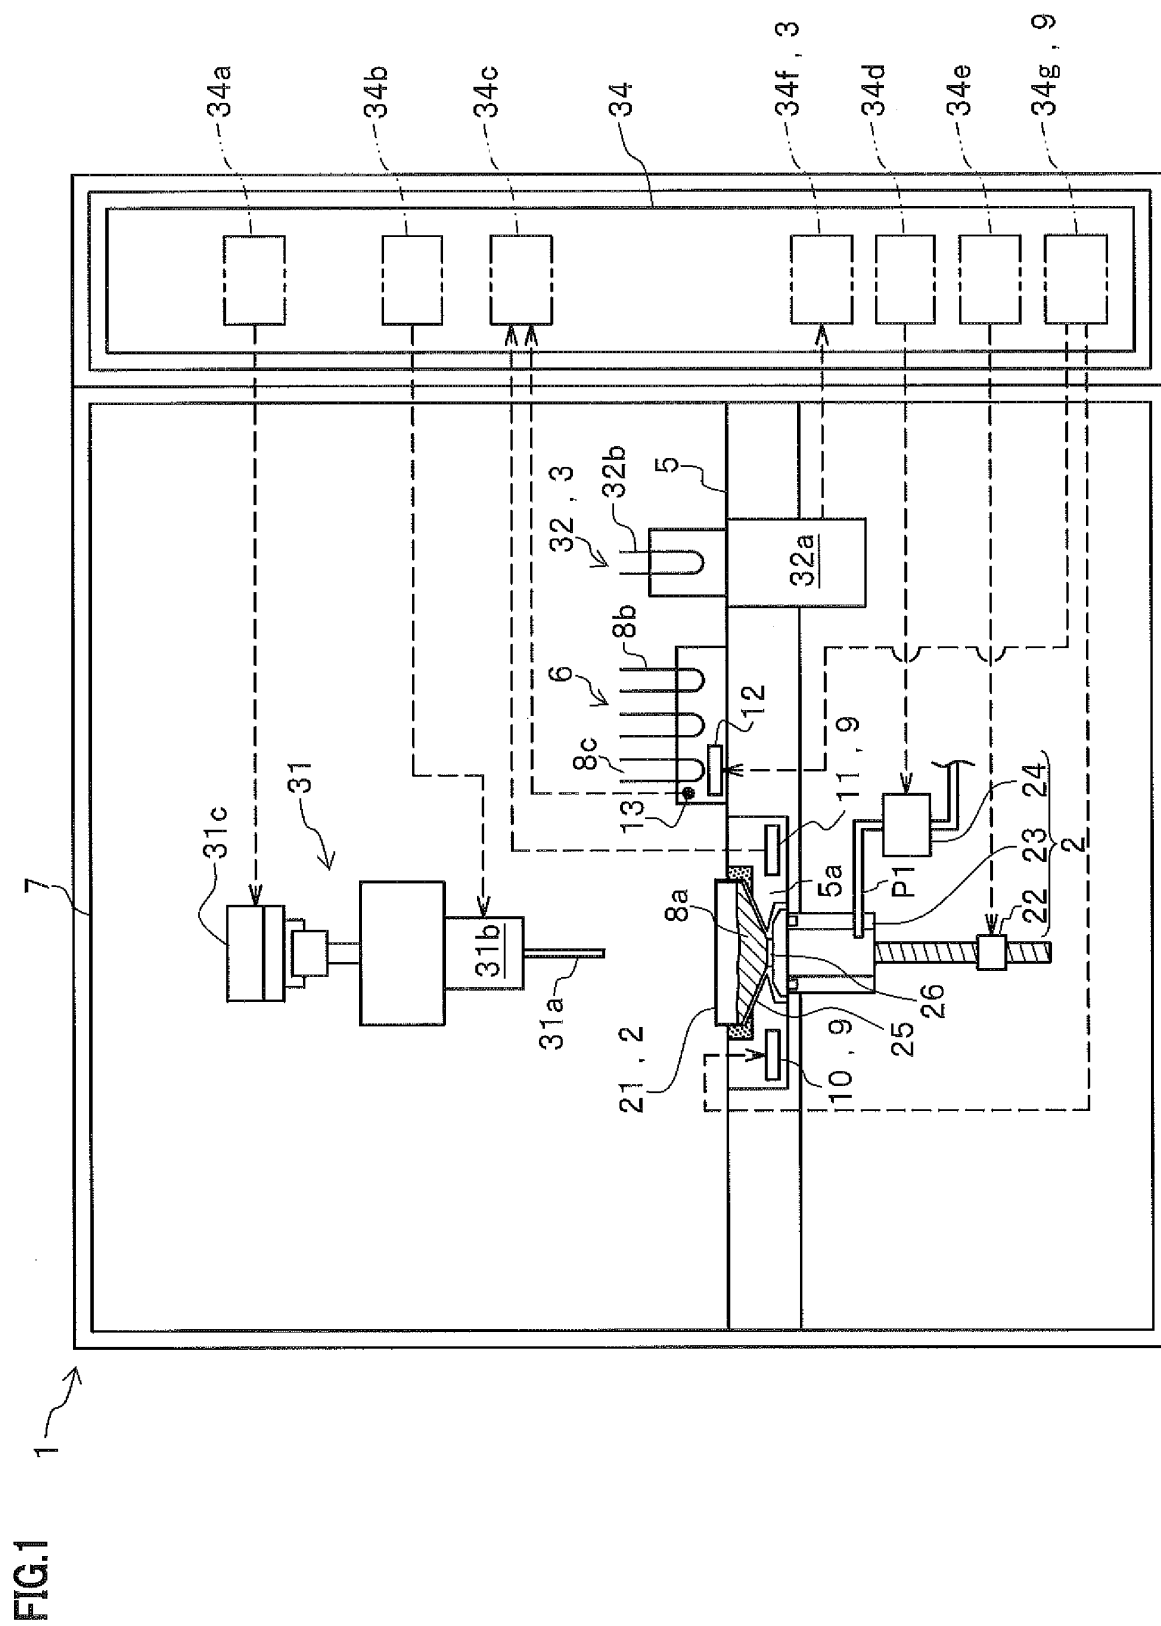 FIG.1
1
7
34a
34b
34c
34
34f , 3
34d
34e
34g , 9
31c
31
31b
31a
32 , 3
32b
5
32a
6
8b
8c
12
13
11 , 9
5a
8a
21 , 2
10 , 9
25
26
P1
22
23
24
2